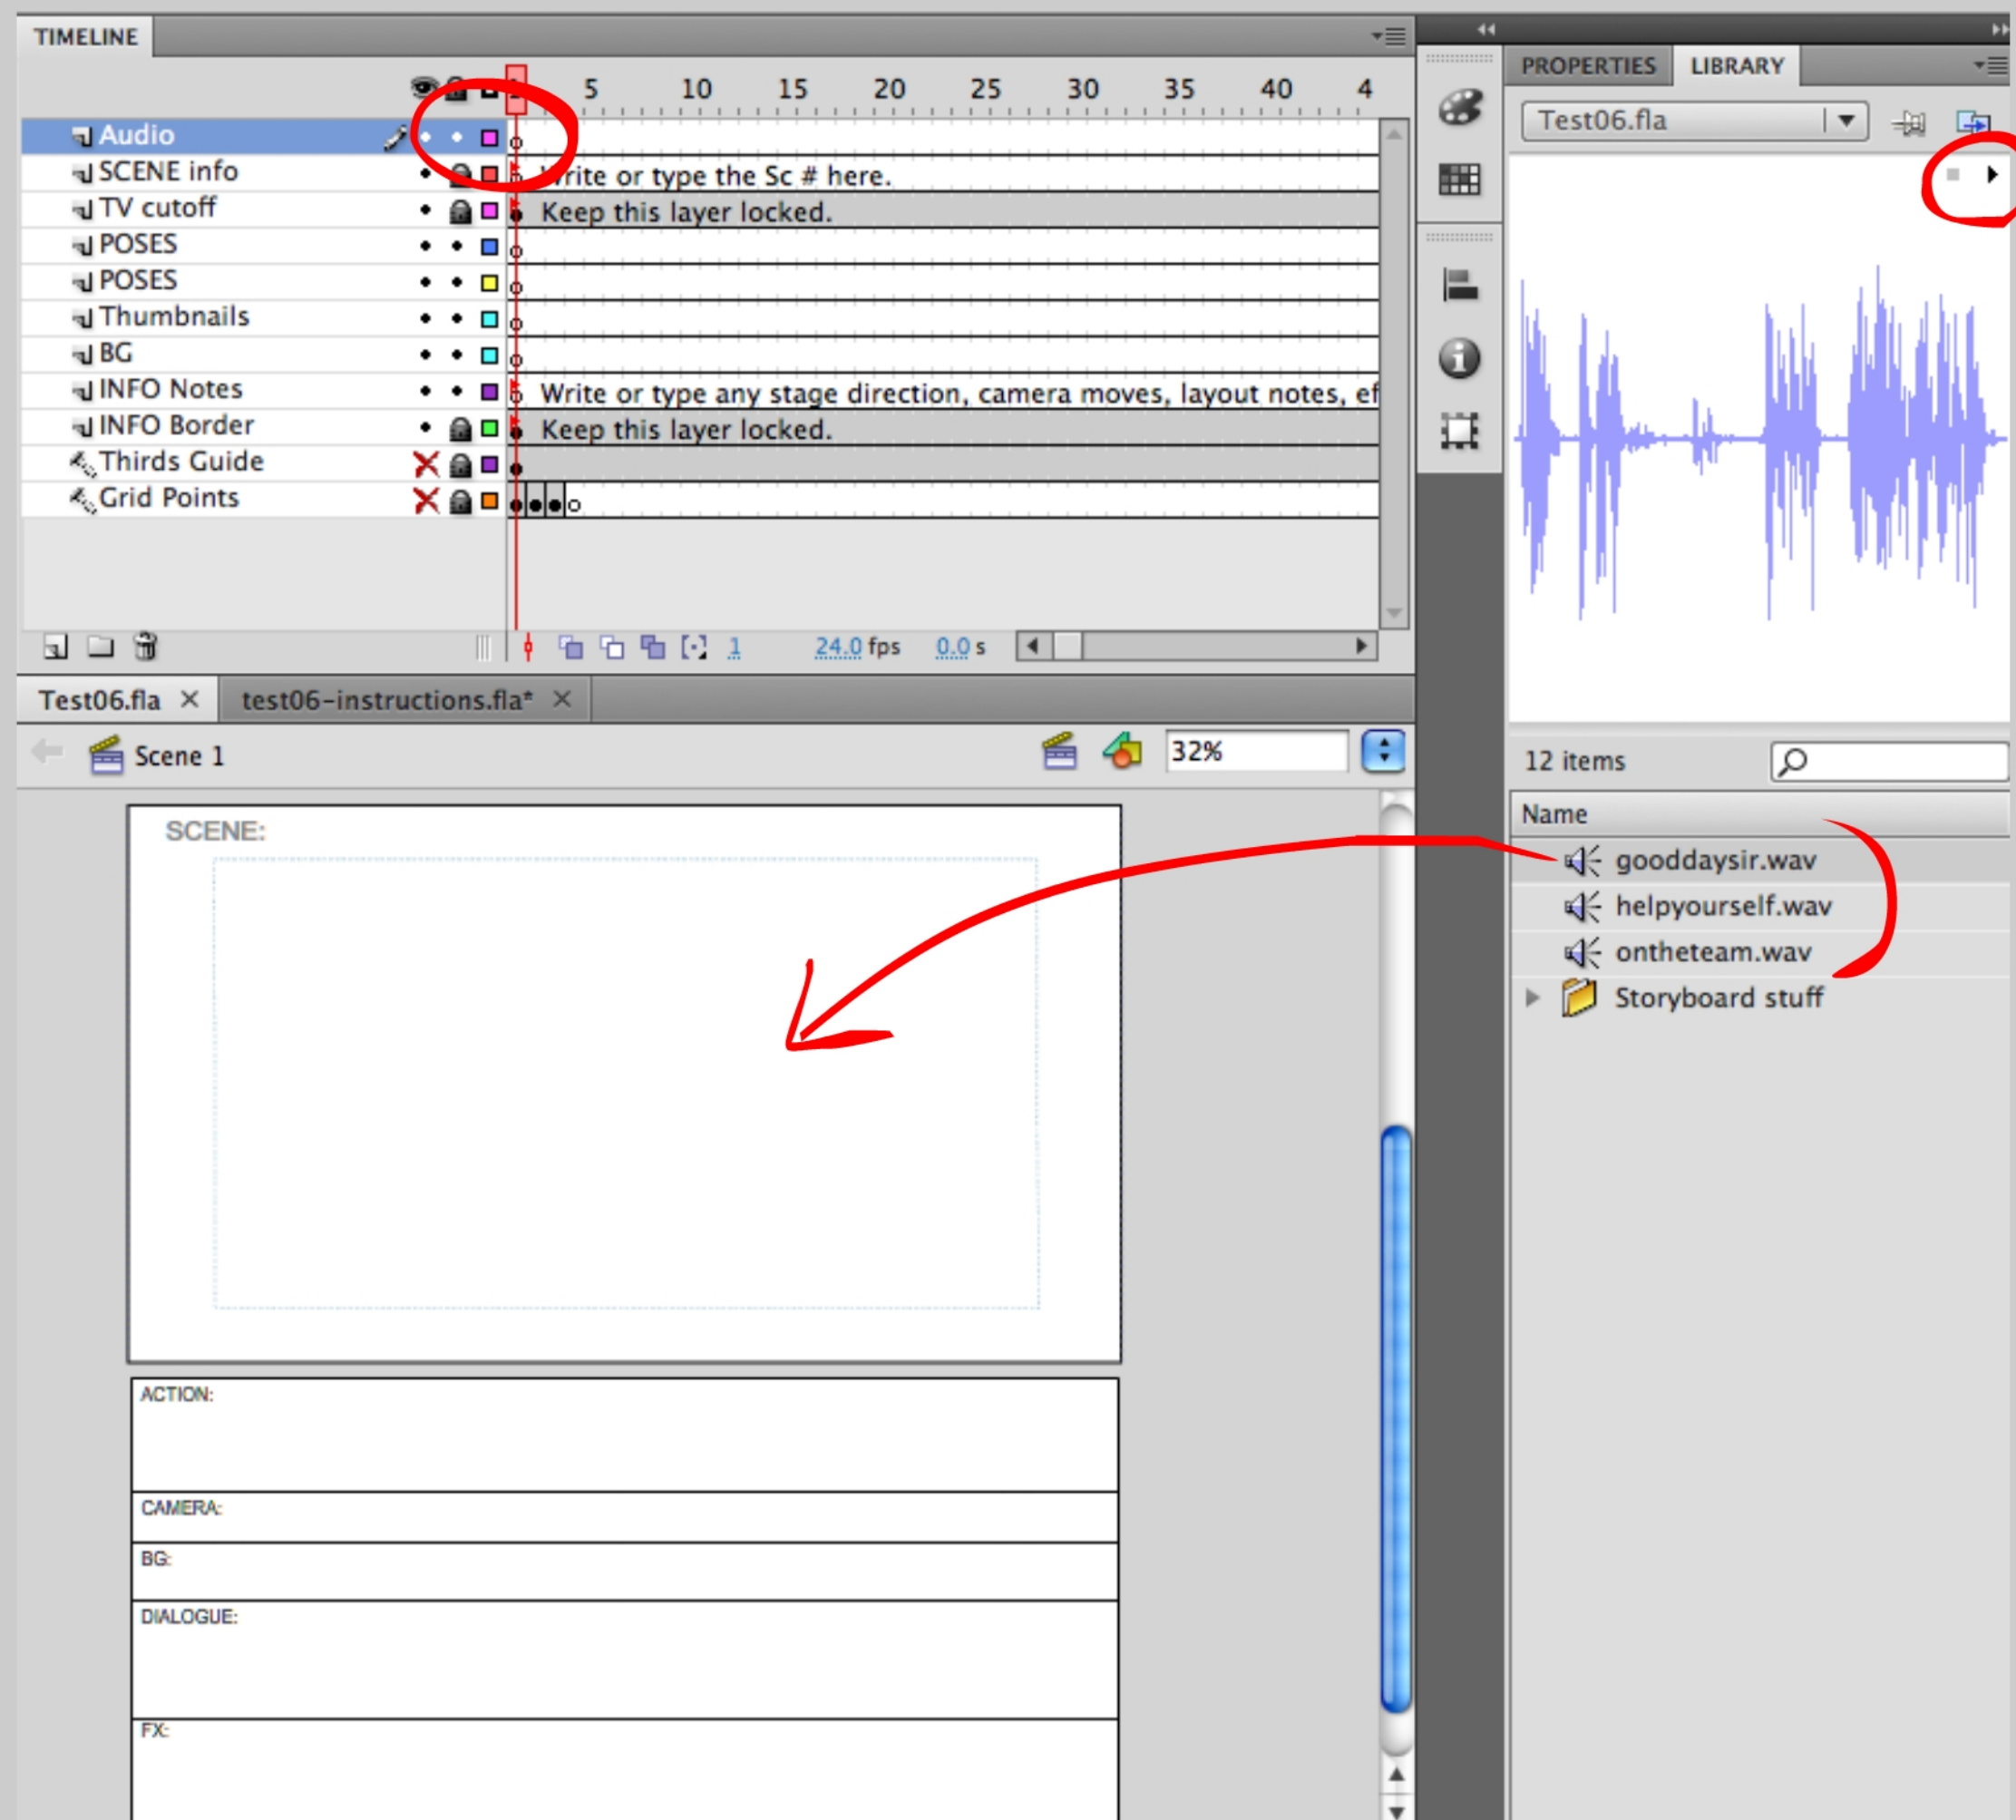 TIMELINE
5 10 15 20 25 30 35 40 4
Audio
SCENE info
Write or type the Sc # here.
TV cutoff
Keep this layer locked.
POSES
POSES
Thumbnails
BG
INFO Notes
Write or type any stage direction, camera moves, layout notes, ef
INFO Border
Keep this layer locked.
Thirds Guide
Grid Points
1 24.0 fps 0.0 s
Test06.fla
test06-instructions.fla*
Scene 1
32%
SCENE:
ACTION:
CAMERA:
BG:
DIALOGUE:
FX:
PROPERTIES LIBRARY
Test06.fla
12 items
Name
gooddaysir.wav
helpyourself.wav
ontheteam.wav
Storyboard stuff